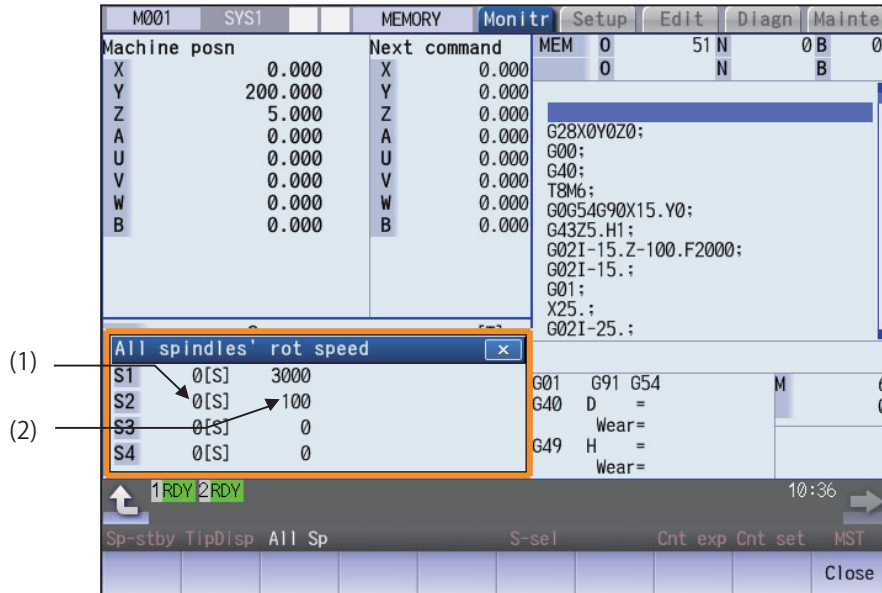 M001 SYS1 MEMORY Monitr Setup Edit Diagn Mainte
Machine posn
X 0.000
Y 200.000
Z 5.000
A 0.000
U 0.000
V 0.000
W 0.000
B 0.000
Next command
X 0.000
Y 0.000
Z 0.000
A 0.000
U 0.000
V 0.000
W 0.000
B 0.000
MEM O 51 N 0 B 0
O N B
G28X0Y0Z0;
G00;
G40;
T8M6;
G0G54G90X15.Y0;
G43Z5.H1;
G02I-15.Z-100.F2000;
G02I-15.;
G01;
X25.;
G02I-25.;
All spindles' rot speed ×
S1 0[S] 3000
S2 0[S] 100
S3 0[S] 0
S4 0[S] 0
(1)
(2)
G01 G91 G54 M
G40 D =
Wear=
G49 H =
Wear=
1RDY 2RDY 10:36
Sp-stby TipDisp All Sp S-sel Cnt exp Cnt set MST
Close